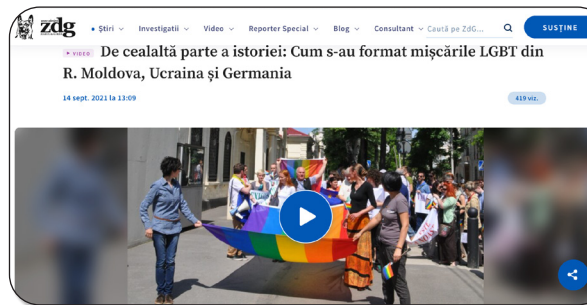 zdg
Știri Investigatii Video Reporter Special Blog Consultant Caută pe ZdG... SUSȚINE
+ VIDEO De cealaltă parte a istoriei: Cum s-au format mișcările LGBT din
R. Moldova, Ucraina și Germania
14 sept. 2021 la 13:09
419 viz.